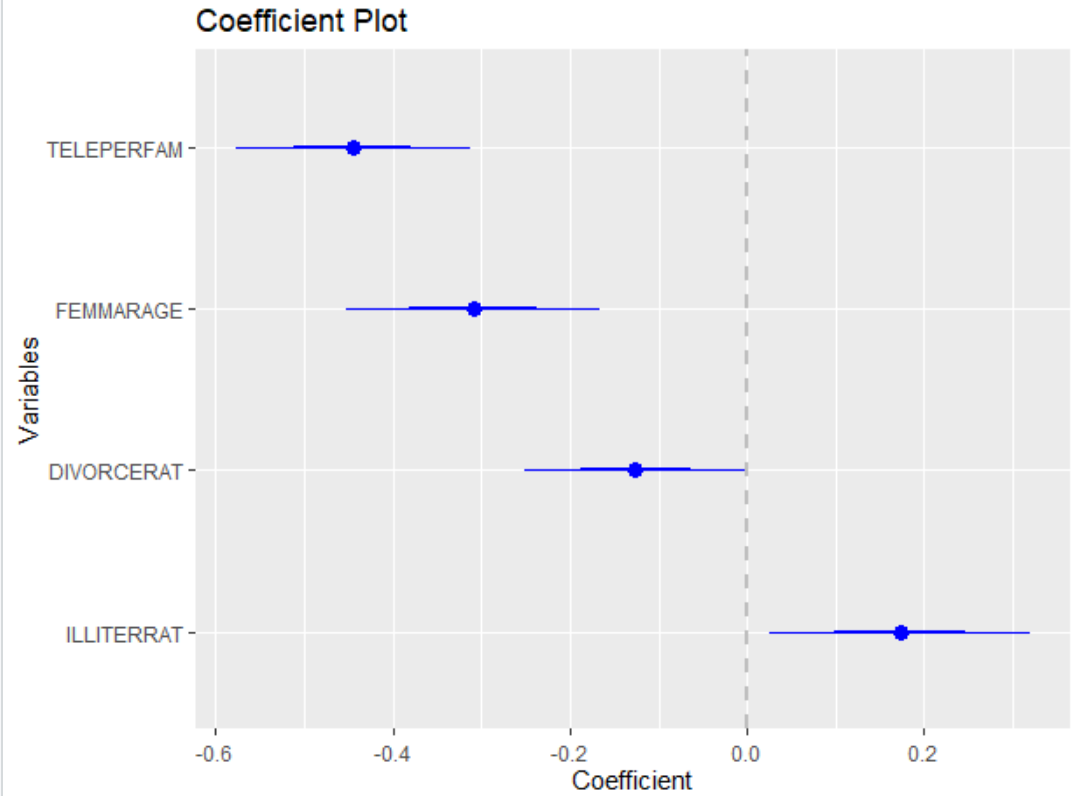 Coefficient Plot
Variables
TELEPERFAM
FEMMARAGE
DIVORCERAT
ILLITERRAT
-0.6 -0.4 -0.2 0.0 0.2
Coefficient